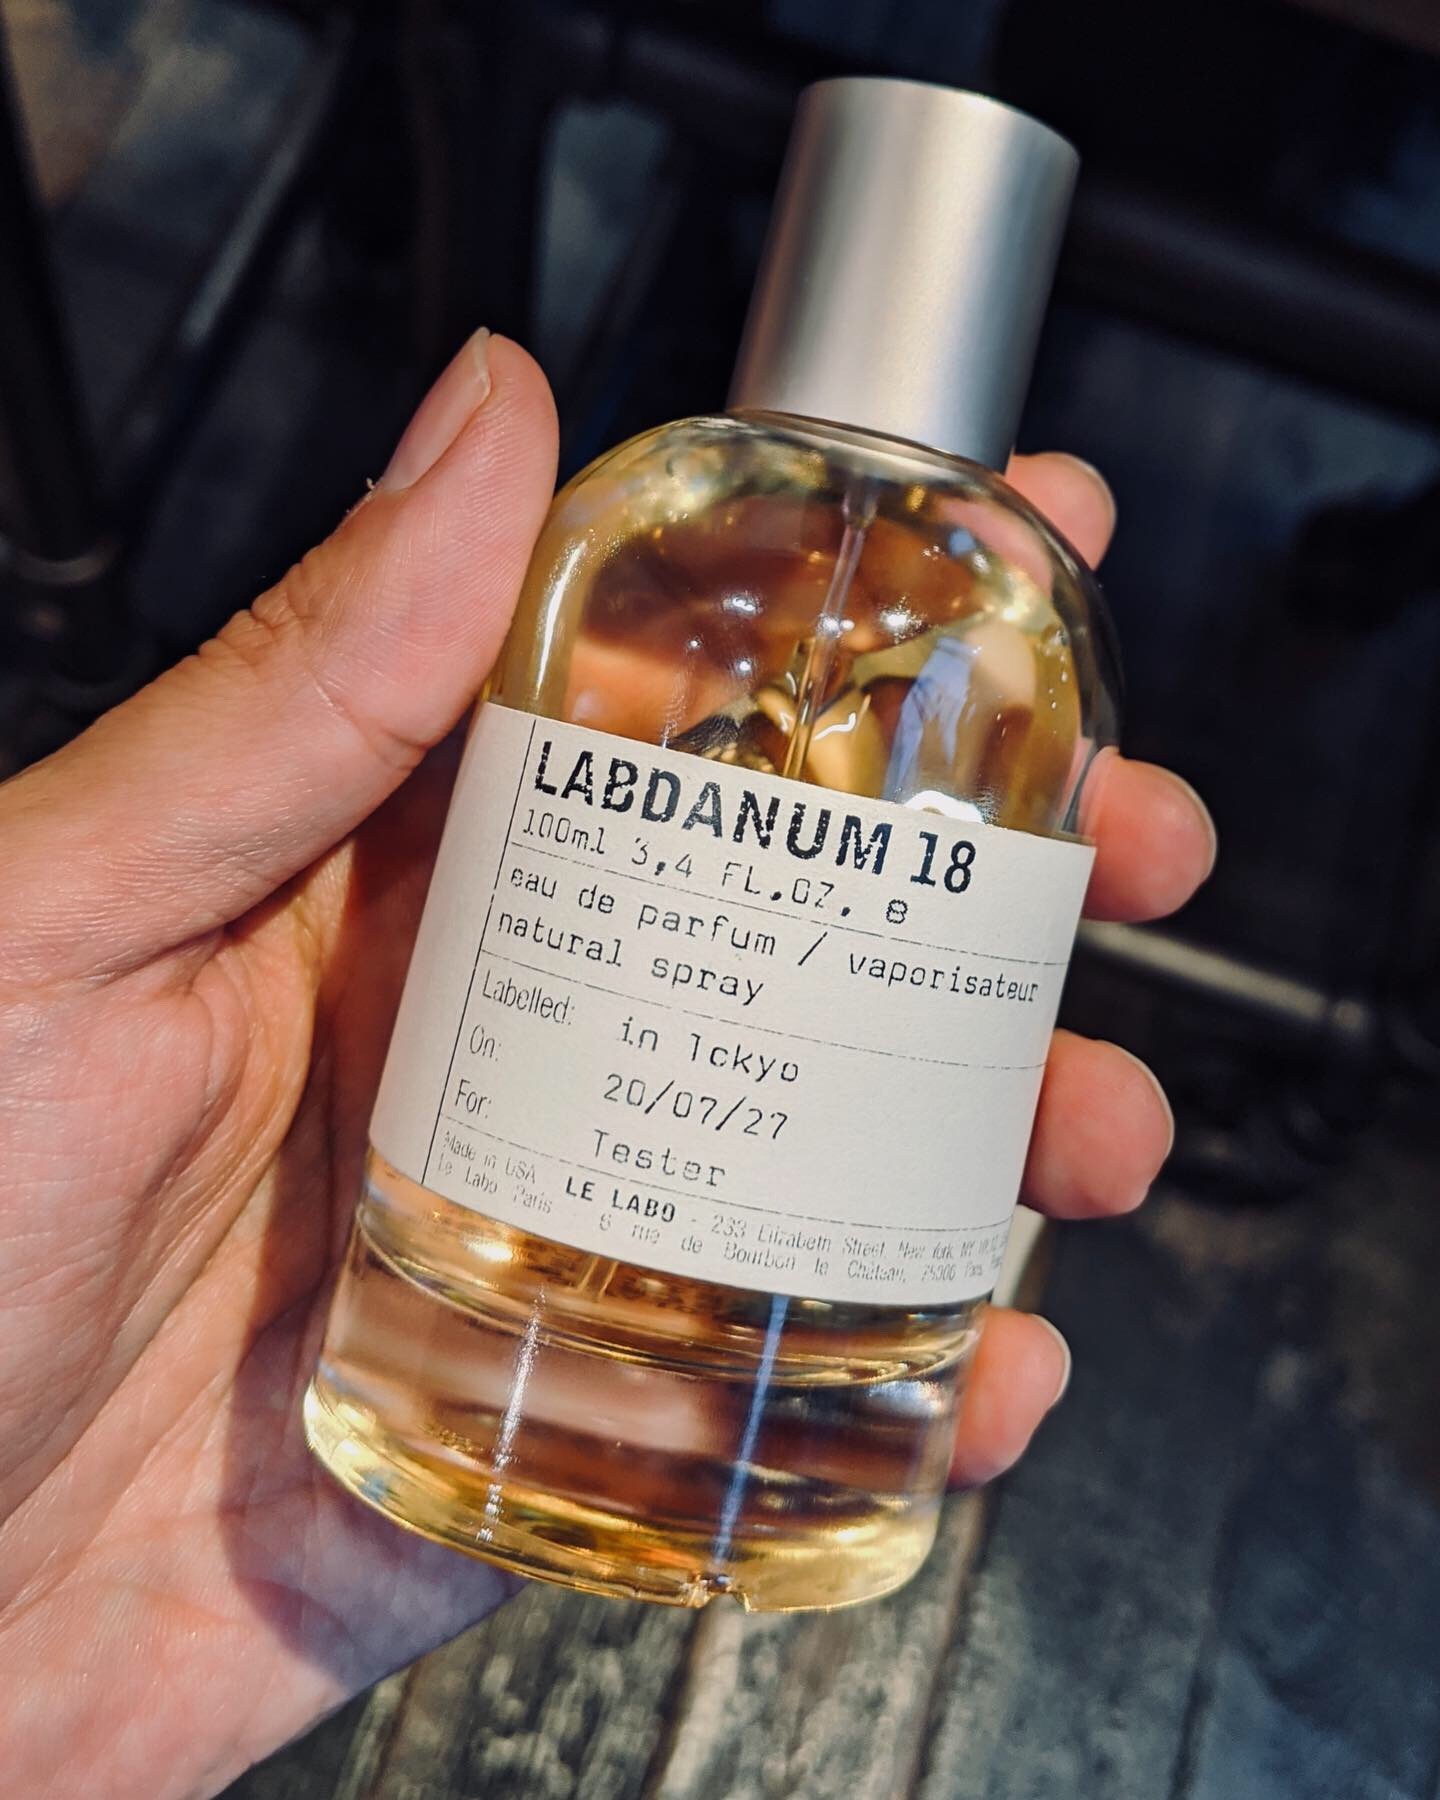 LABDANUM 18
100ml 3,4 FL.OZ. e
eau de parfum / vaporisateur
natural spray
Labelled: in Tokyo
On: 20/07/27
For: Tester
Made in USA LE LABO - 233 Elizabeth Street, New York, NY
Le Labo Paris - 6 rue de Bourbon le Château, 75006 Paris